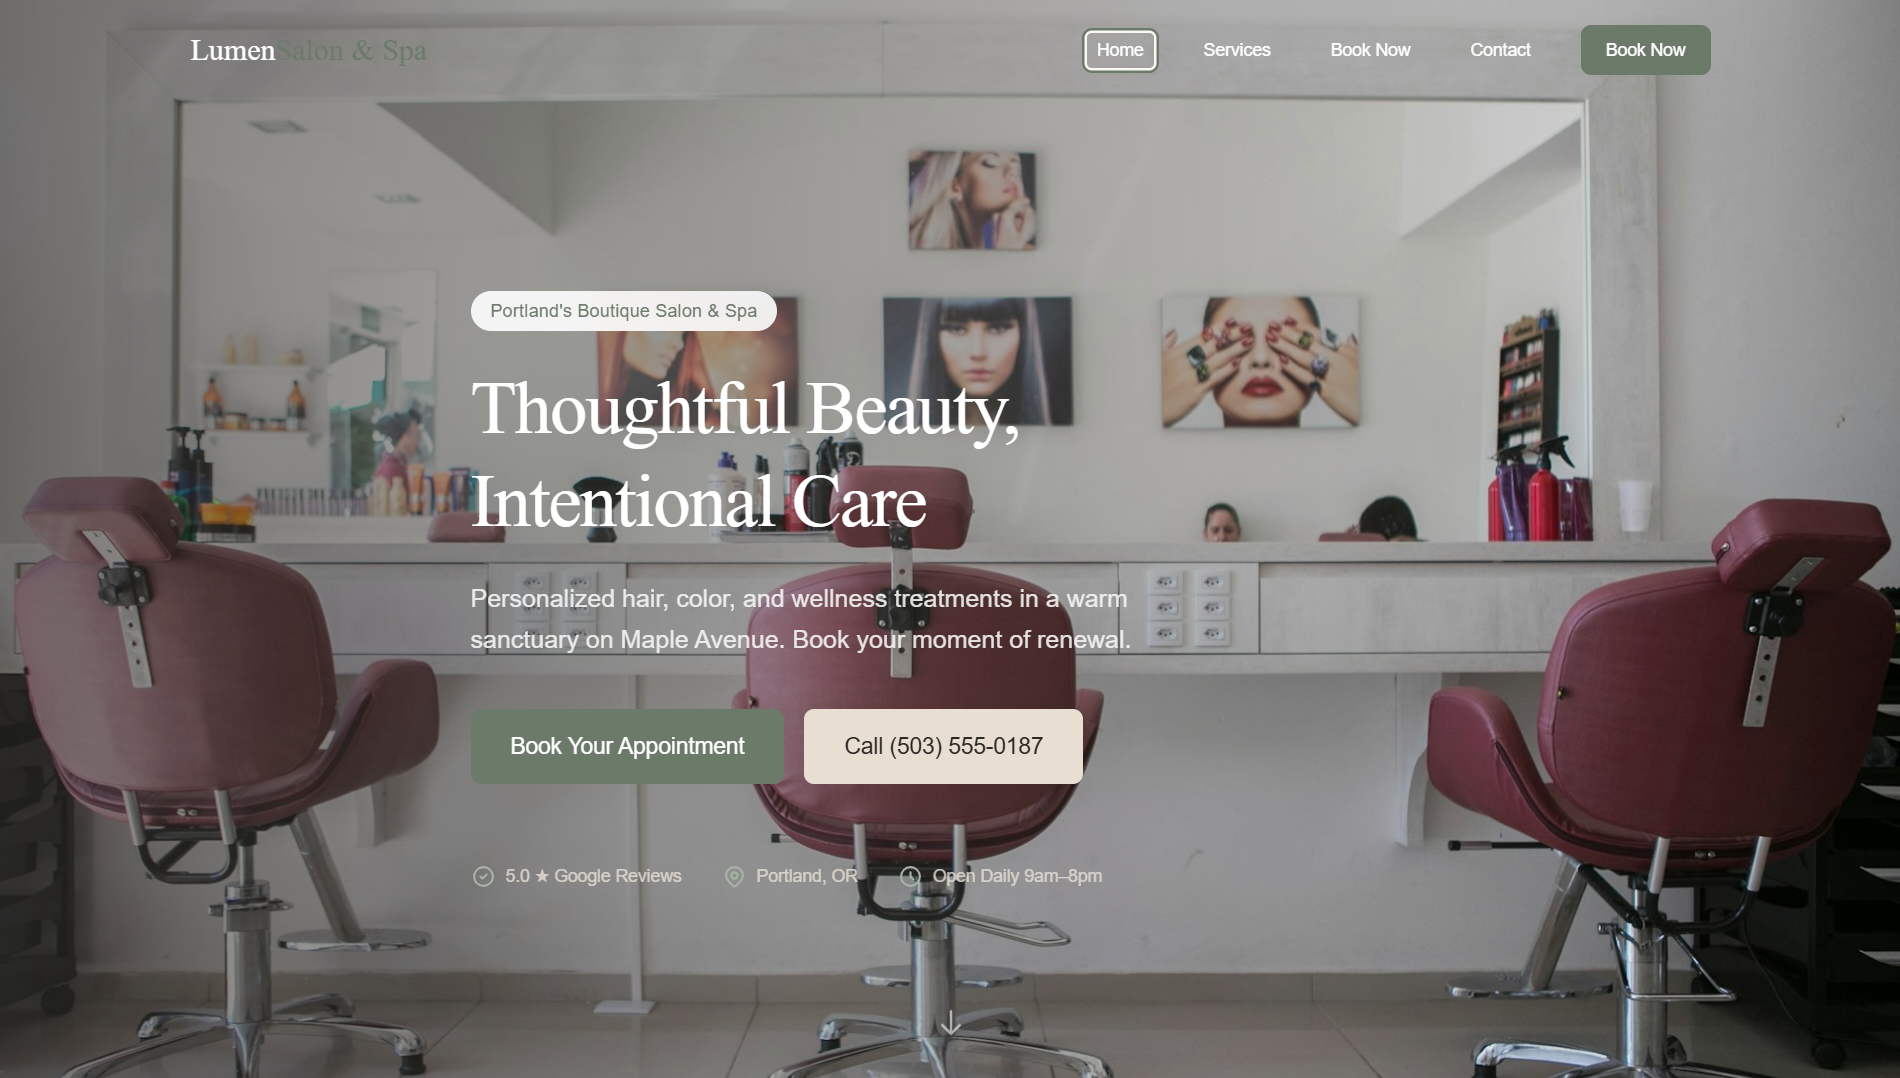 LumenSalon & Spa
Home
Services
Book Now
Contact
Book Now
Portland's Boutique Salon & Spa
Thoughtful Beauty,
Intentional Care
Personalized hair, color, and wellness treatments in a warm
sanctuary on Maple Avenue. Book your moment of renewal.
Book Your Appointment
Call (503) 555-0187
5.0 ★ Google Reviews
Portland, OR
Open Daily 9am–8pm